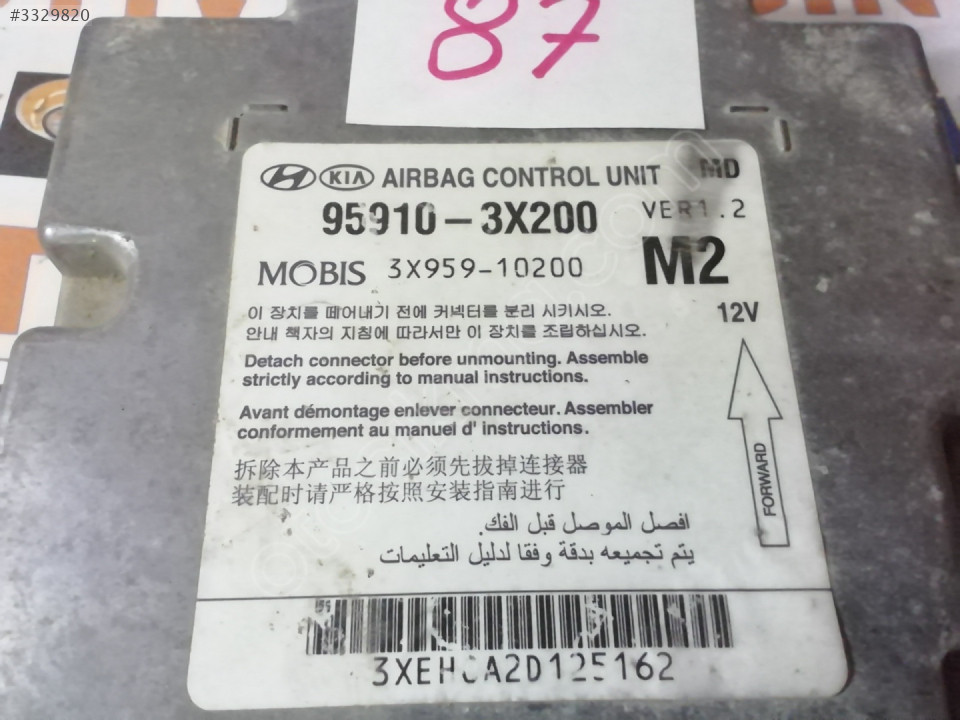 #3329820
87
HYUNDAI KIA AIRBAG CONTROL UNIT MD
95910-3X200 VER1.2
MOBIS 3X959-10200 M2
이 장치를 떼어내기 전에 커넥터를 분리 시키시오.
안내 책자의 지침에 따라서만 이 장치를 조립하십시오.
12V
Detach connector before unmounting. Assemble
strictly according to manual instructions.
Avant démontage enlever connecteur. Assembler
conformement au manuel d' instructions.
FORWARD
拆除本产品之前必须先拔掉连接器
装配时请严格按照安装指南进行
افصل الموصل قبل الفك.
يتم تجميعه بدقة وفقا لدليل التعليمات